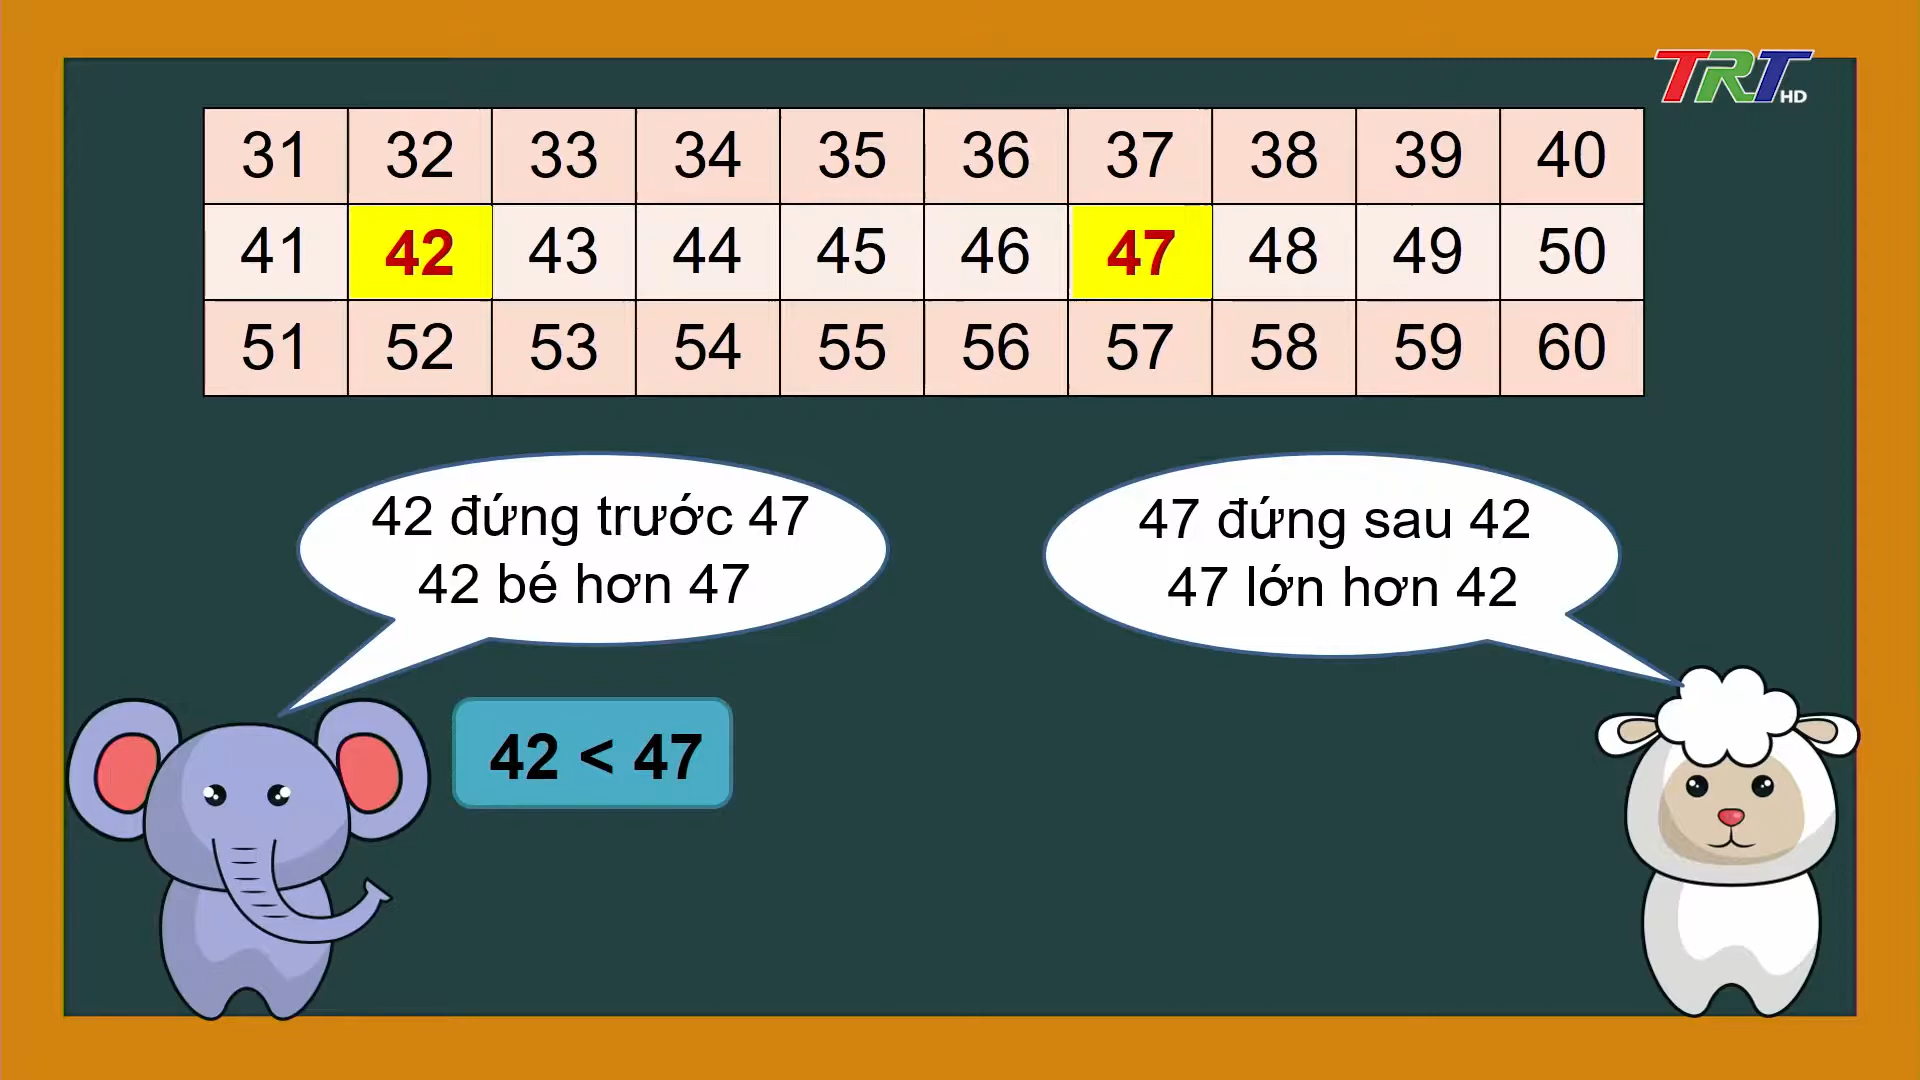 TRT HD
31 32 33 34 35 36 37 38 39 40
41 42 43 44 45 46 47 48 49 50
51 52 53 54 55 56 57 58 59 60
42 đứng trước 47
42 bé hơn 47
47 đứng sau 42
47 lớn hơn 42
42 < 47